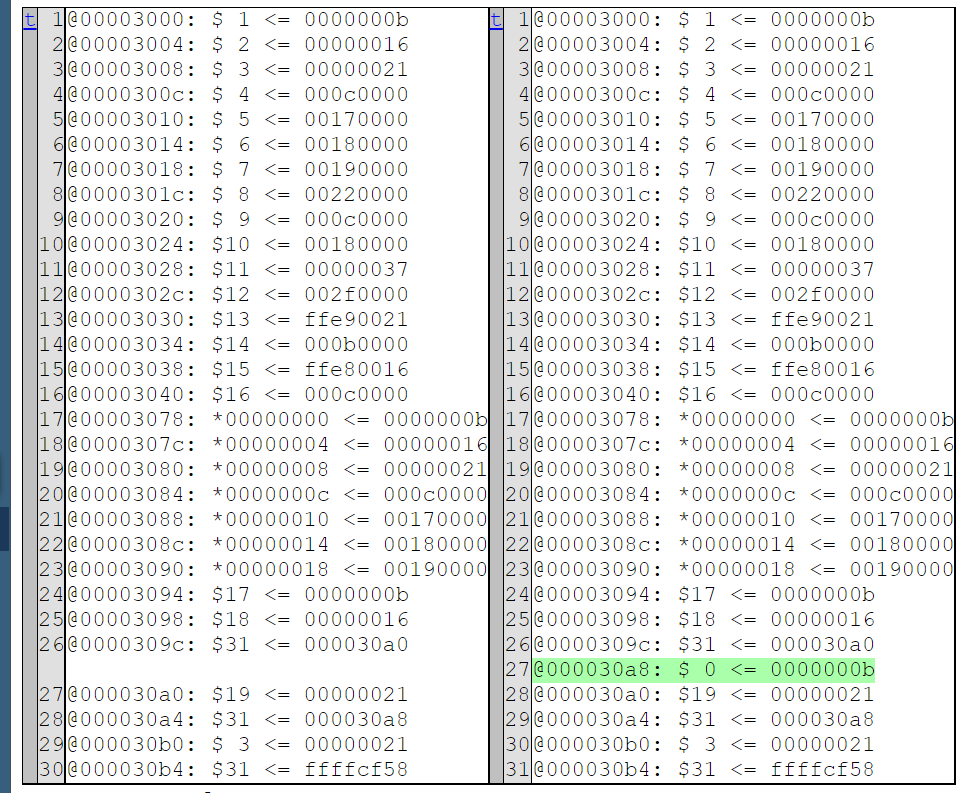 t 1 @00003000: $ 1 <= 0000000b t 1 @00003000: $ 1 <= 0000000b
2 @00003004: $ 2 <= 00000016 2 @00003004: $ 2 <= 00000016
3 @00003008: $ 3 <= 00000021 3 @00003008: $ 3 <= 00000021
4 @0000300c: $ 4 <= 000c0000 4 @0000300c: $ 4 <= 000c0000
5 @00003010: $ 5 <= 00170000 5 @00003010: $ 5 <= 00170000
6 @00003014: $ 6 <= 00180000 6 @00003014: $ 6 <= 00180000
7 @00003018: $ 7 <= 00190000 7 @00003018: $ 7 <= 00190000
8 @0000301c: $ 8 <= 00220000 8 @0000301c: $ 8 <= 00220000
9 @00003020: $ 9 <= 000c0000 9 @00003020: $ 9 <= 000c0000
10 @00003024: $10 <= 00180000 10 @00003024: $10 <= 00180000
11 @00003028: $11 <= 00000037 11 @00003028: $11 <= 00000037
12 @0000302c: $12 <= 002f0000 12 @0000302c: $12 <= 002f0000
13 @00003030: $13 <= ffe90021 13 @00003030: $13 <= ffe90021
14 @00003034: $14 <= 000b0000 14 @00003034: $14 <= 000b0000
15 @00003038: $15 <= ffe80016 15 @00003038: $15 <= ffe80016
16 @00003040: $16 <= 000c0000 16 @00003040: $16 <= 000c0000
17 @00003078: *00000000 <= 0000000b 17 @00003078: *00000000 <= 0000000b
18 @0000307c: *00000004 <= 00000016 18 @0000307c: *00000004 <= 00000016
19 @00003080: *00000008 <= 00000021 19 @00003080: *00000008 <= 00000021
20 @00003084: *0000000c <= 000c0000 20 @00003084: *0000000c <= 000c0000
21 @00003088: *00000010 <= 00170000 21 @00003088: *00000010 <= 00170000
22 @0000308c: *00000014 <= 00180000 22 @0000308c: *00000014 <= 00180000
23 @00003090: *00000018 <= 00190000 23 @00003090: *00000018 <= 00190000
24 @00003094: $17 <= 0000000b 24 @00003094: $17 <= 0000000b
25 @00003098: $18 <= 00000016 25 @00003098: $18 <= 00000016
26 @0000309c: $31 <= 000030a0 26 @0000309c: $31 <= 000030a0
27 @000030a8: $ 0 <= 0000000b
27 @000030a0: $19 <= 00000021 28 @000030a0: $19 <= 00000021
28 @000030a4: $31 <= 000030a8 29 @000030a4: $31 <= 000030a8
29 @000030b0: $ 3 <= 00000021 30 @000030b0: $ 3 <= 00000021
30 @000030b4: $31 <= ffffcf58 31 @000030b4: $31 <= ffffcf58